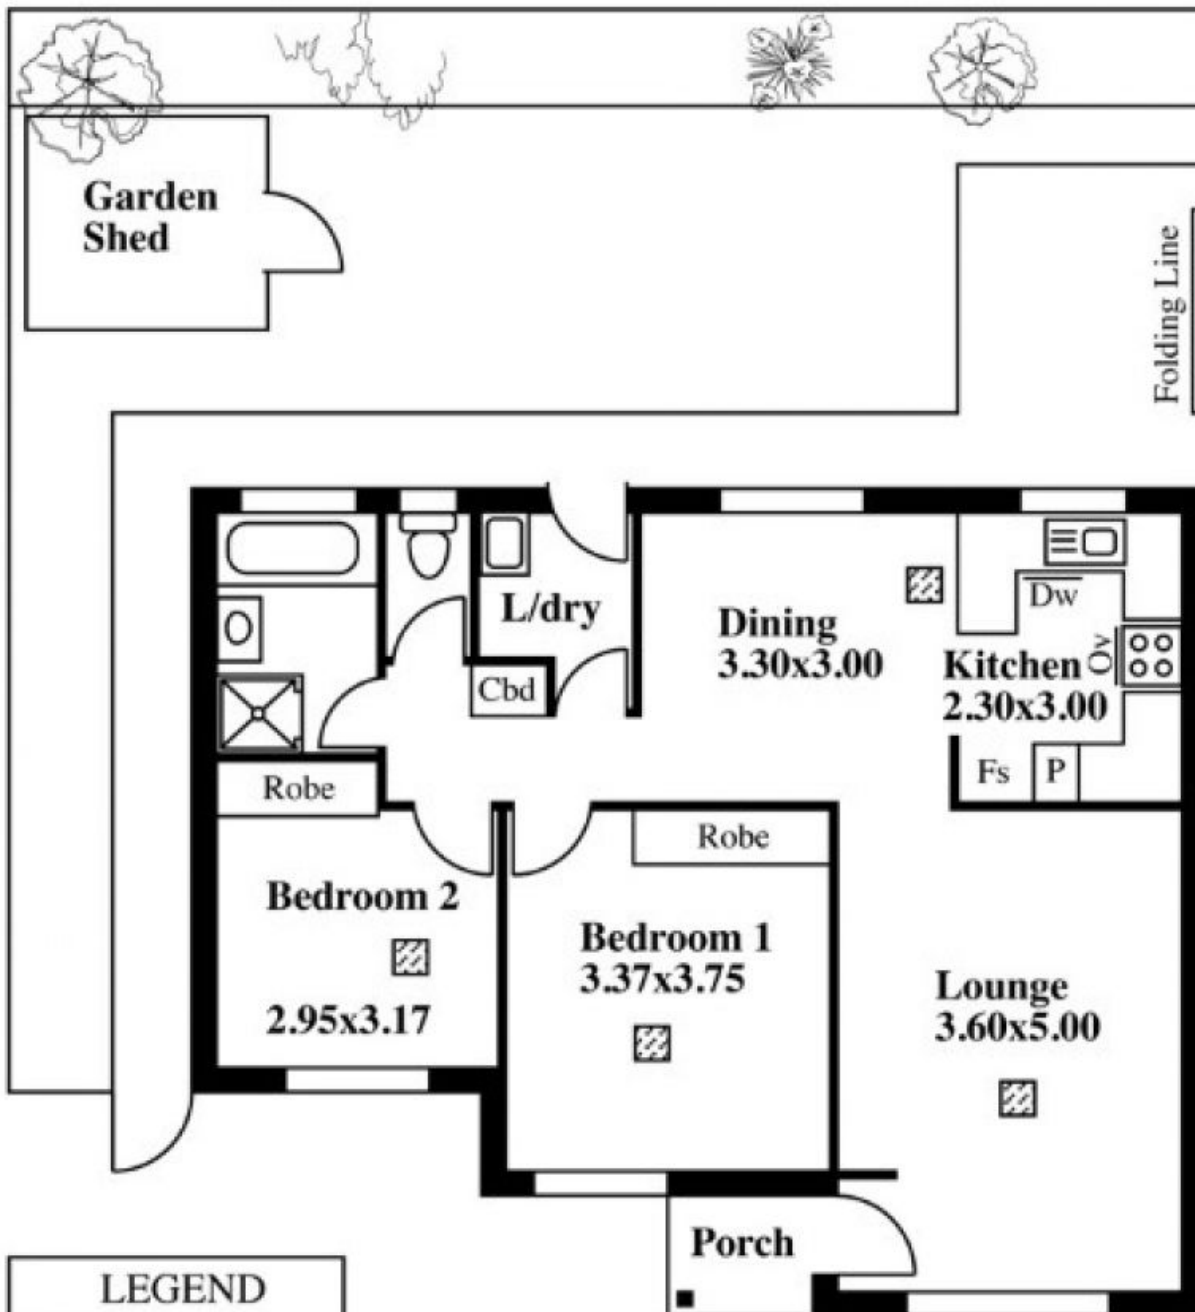 Garden
Shed
Folding Line
L/dry
Dining
3.30x3.00
Dw
Kitchen
2.30x3.00
Ov
Cbd
Fs
P
Robe
Robe
Bedroom 2
2.95x3.17
Bedroom 1
3.37x3.75
Lounge
3.60x5.00
Porch
LEGEND